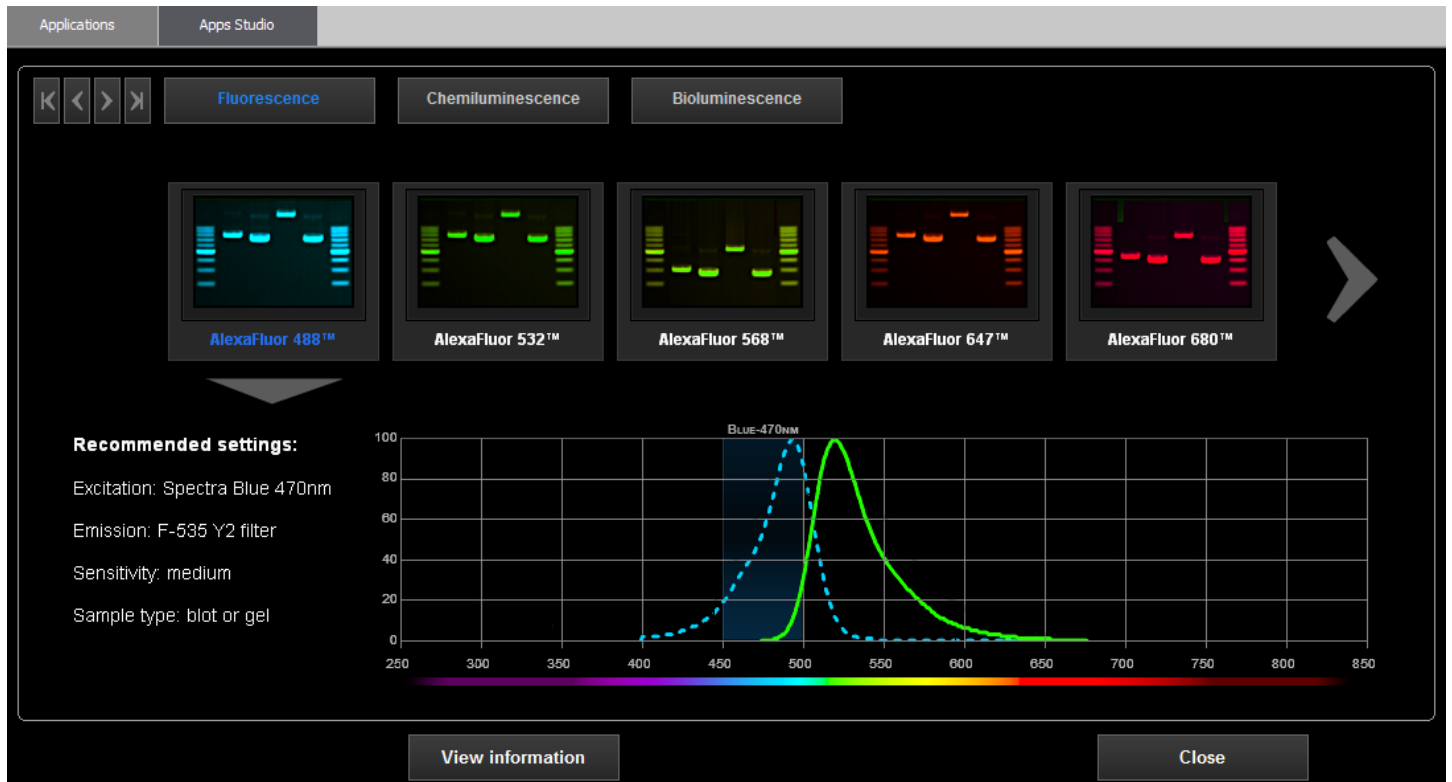 Applications Apps Studio
Fluorescence Chemiluminescence Bioluminescence
AlexaFluor 488™ AlexaFluor 532™ AlexaFluor 568™ AlexaFluor 647™ AlexaFluor 680™
Recommended settings:
Excitation: Spectra Blue 470nm
Emission: F-535 Y2 filter
Sensitivity: medium
Sample type: blot or gel
BLUE-470NM
100
80
60
40
20
0
250 300 350 400 450 500 550 600 650 700 750 800 850
View information Close